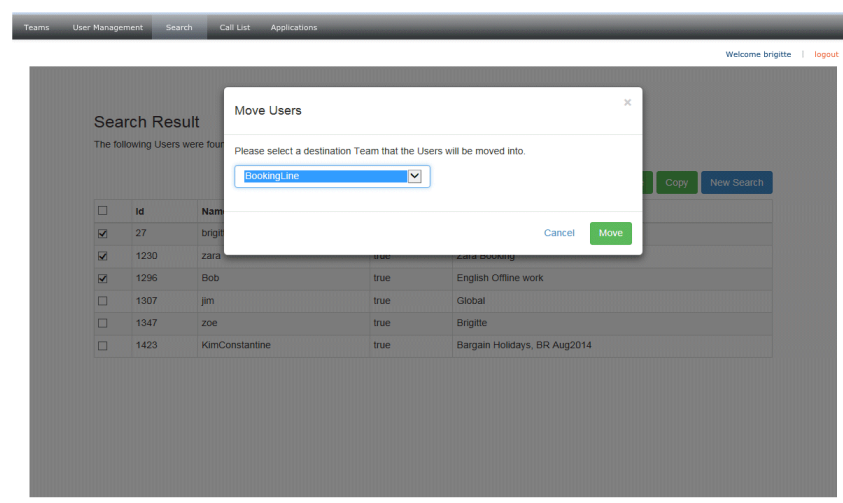 Teams User Management Search Call List Applications
Welcome brigitte | logout
Search Result
The following Users were four
Move Users ×
Please select a destination Team that the Users will be moved into.
BookingLine
Cancel Move
Copy New Search
Id Nam
27 brigit
1230 zara true Zara Booking
1296 Bob true English Offline work
1307 jim true Global
1347 zoe true Brigitte
1423 KimConstantine true Bargain Holidays, BR Aug2014